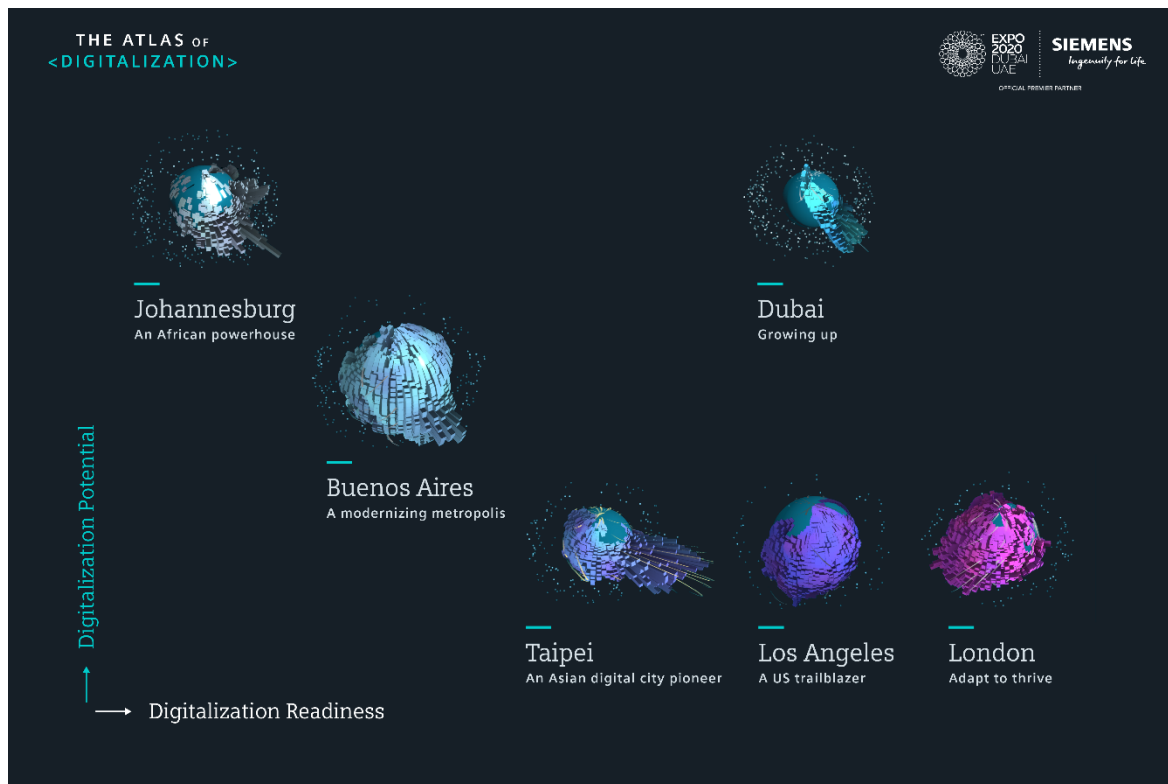 THE ATLAS OF
<DIGITALIZATION>
EXPO
2020
DUBAI
UAE
SIEMENS
Ingenuity for life
OFFICIAL PREMIER PARTNER
Johannesburg
An African powerhouse
Dubai
Growing up
Buenos Aires
A modernizing metropolis
Taipei
An Asian digital city pioneer
Los Angeles
A US trailblazer
London
Adapt to thrive
Digitalization Potential
Digitalization Readiness